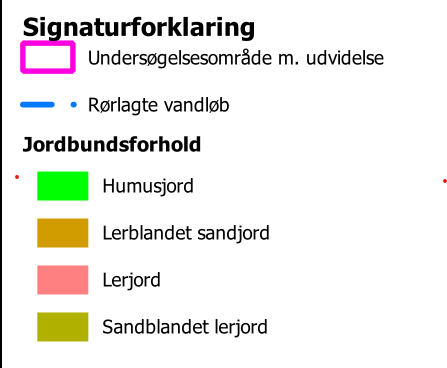 Signaturforklaring
Undersøgelsesområde m. udvidelse
Rørlagte vandløb
Jordbundsforhold
Humusjord
Lerblandet sandjord
Lerjord
Sandblandet lerjord